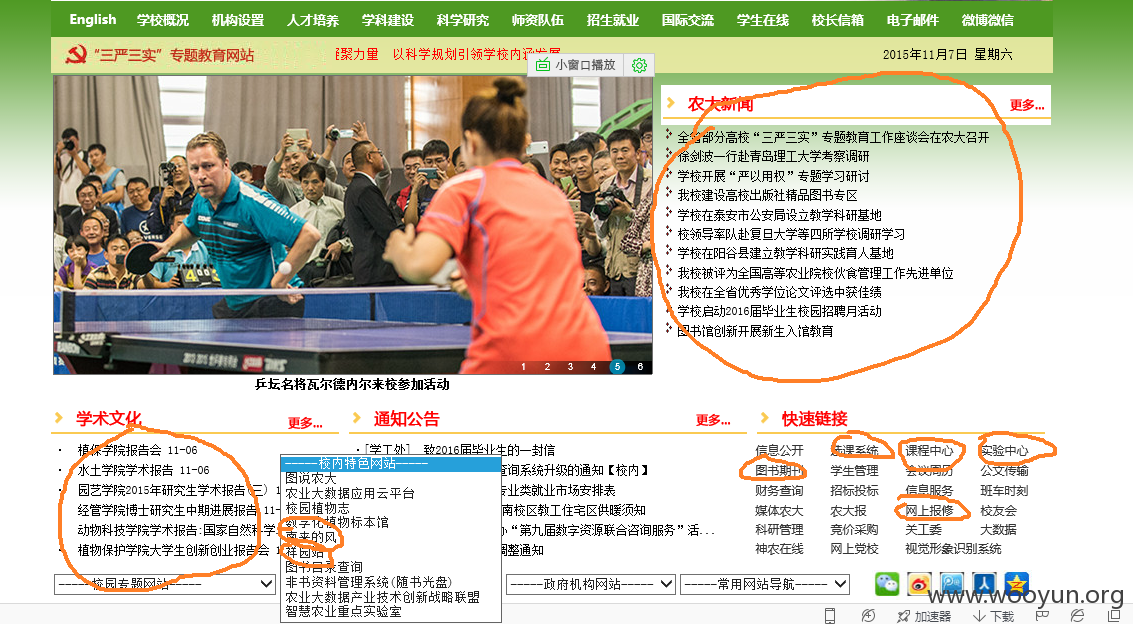 English 学校概况 机构设置 人才培养 学科建设 科学研究 师资队伍 招生就业 国际交流 学生在线 校长信箱 电子邮件 微博微信
“三严三实”专题教育网站 聚力量 以科学规划引领学校内涵发展 2015年11月7日 星期六
小窗口播放
农大新闻 更多...
全省部分高校“三严三实”专题教育工作座谈会在农大召开
徐剑波一行赴青岛理工大学考察调研
学校开展“严以用权”专题学习研讨
我校建设高校出版社精品图书专区
学校在泰安市公安局设立教学科研基地
校领导率队赴复旦大学等四所学校调研学习
学校在阳谷县建立教学科研实践育人基地
我校被评为全国高等农业院校伙食管理工作先进单位
我校在全省优秀学位论文评选中获佳绩
学校启动2016届毕业生校园招聘月活动
图书馆创新开展新生入馆教育
1 2 3 4 5 6
乒坛名将瓦尔德内尔来校参加活动
学术文化 更多...
植保学院报告会 11-06
水土学院学术报告 11-06
园艺学院2015年研究生学术报告(三) 1
经管学院博士研究生中期进展报告 11-
动物科技学院学术报告:国家自然科学
植物保护学院大学生创新创业报告会
-----校园专题网站-----
通知公告 更多...
[学工处] 致2016届毕业生的一封信
查询系统升级的通知【校内】
专业类就业市场安排表
南校区教工住宅区供暖须知
办“第九届数字资源联合咨询服务”活...
调整通知
-----校内特色网站-----
图说农大
农业大数据应用云平台
校园植物志
数字化植物标本馆
南来的风
祥园站
图书目录查询
非书资料管理系统(随书光盘)
农业大数据产业技术创新战略联盟
智慧农业重点实验室
-----政府机构网站-----
-----常用网站导航-----
快速链接
信息公开 选课系统 课程中心 实验中心
图书期刊 学生管理 会议周历 公文传输
财务查询 招标投标 信息服务 班车时刻
媒体农大 农大报 网上报修 校友会
科研管理 竞价采购 关工委 大数据
神农在线 网上党校 视觉形象识别系统
www.wooyun.org
加速器 下载